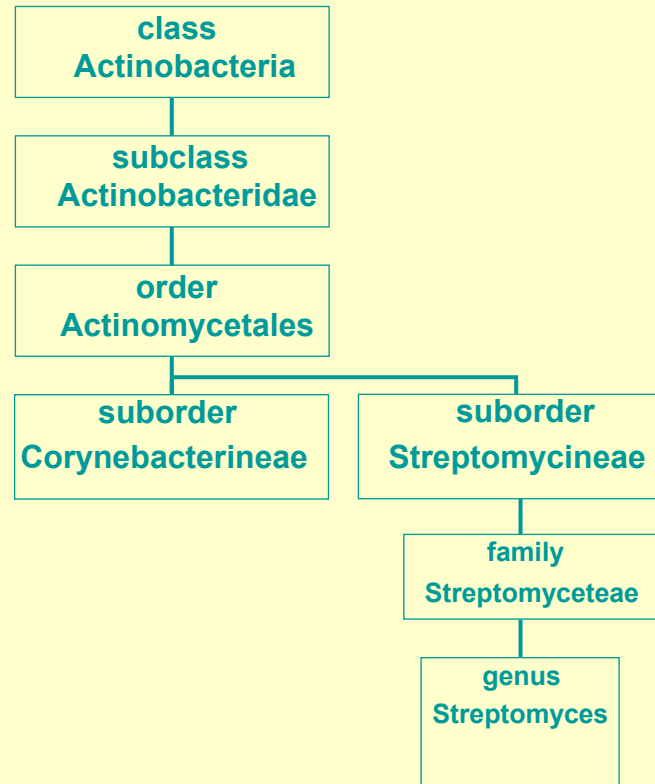 class
Actinobacteria
subclass
Actinobacteridae
order
Actinomycetales
suborder
Corynebacterineae
suborder
Streptomycineae
family
Streptomyceteae
genus
Streptomyces